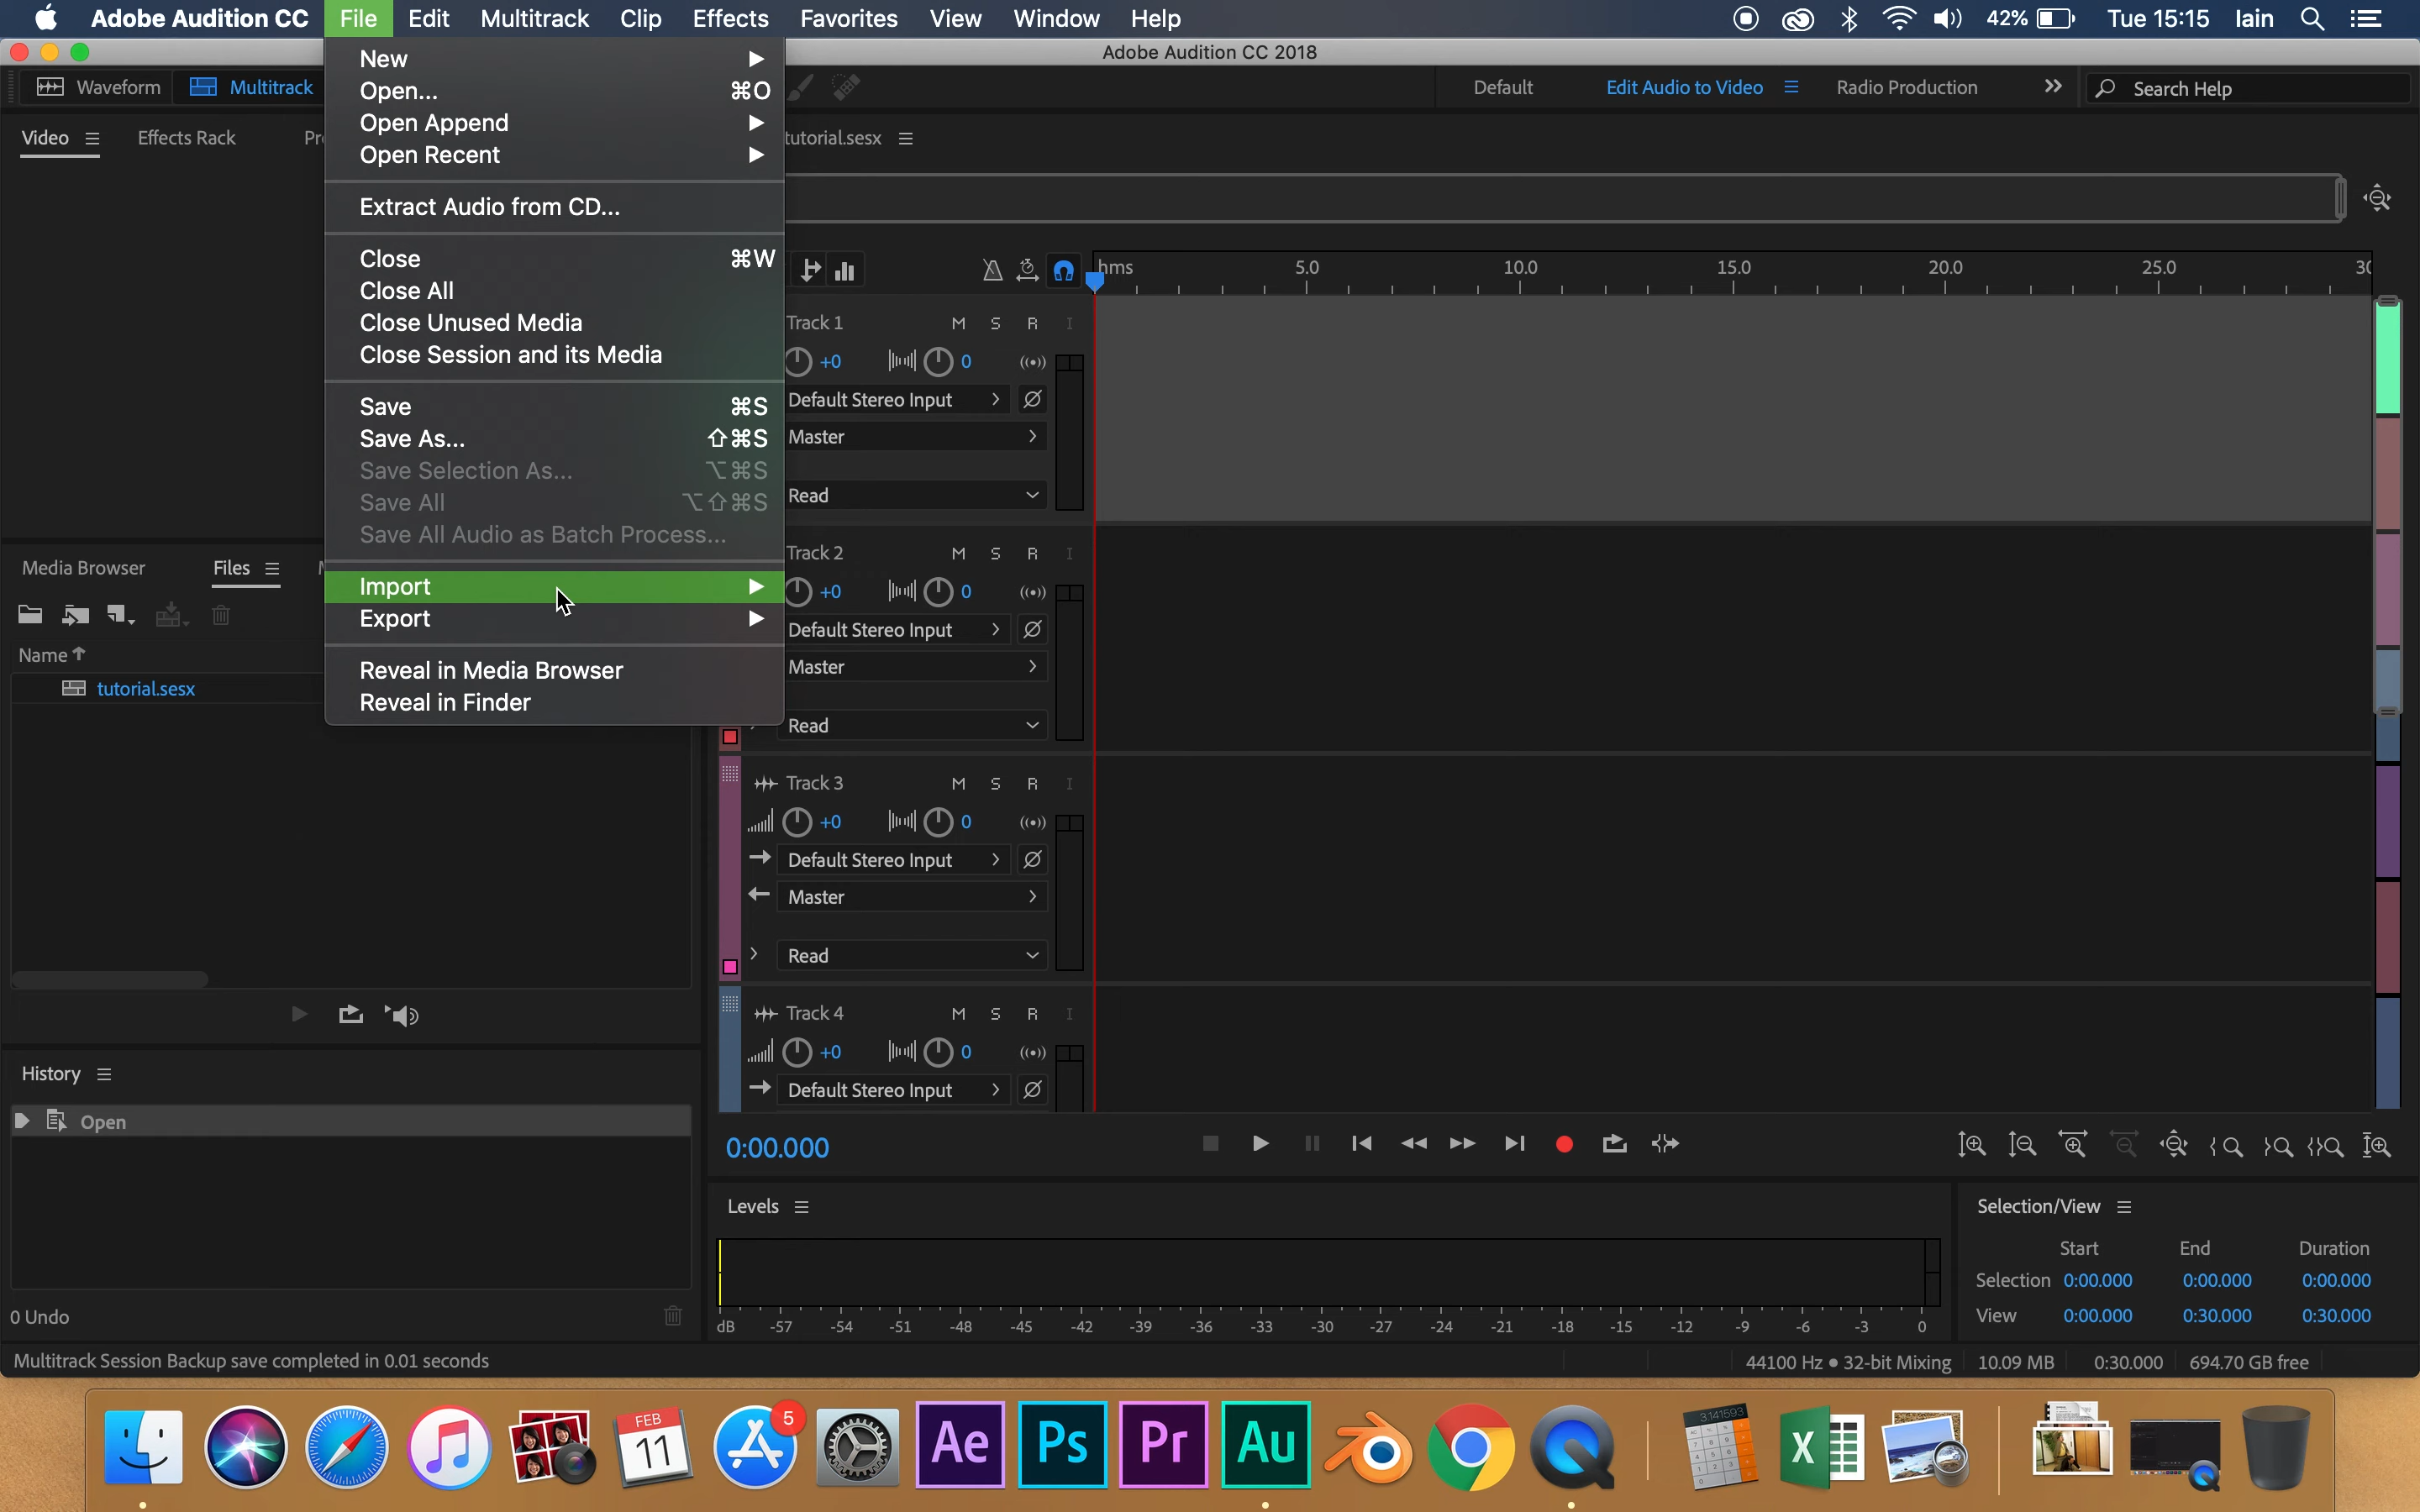 Adobe Audition CC File Edit Multitrack Clip Effects Favorites View Window Help 42% Tue 15:15 Iain
Adobe Audition CC 2018
Waveform Multitrack Default Edit Audio to Video Radio Production Search Help
Video Effects Rack tutorial.sesx
New
Open... ⌘O
Open Append
Open Recent
Extract Audio from CD...
Close ⌘W
Close All
Close Unused Media
Close Session and its Media
Save ⌘S
Save As... ⇧⌘S
Save Selection As... ⌥⌘S
Save All ⌥⇧⌘S
Save All Audio as Batch Process...
Import
Export
Reveal in Media Browser
Reveal in Finder
Media Browser Files
Name
tutorial.sesx
History
Open
0 Undo
hms 5.0 10.0 15.0 20.0 25.0
Track 1 M S R I
+0 0
Default Stereo Input
Master
Read
Track 2 M S R I
+0 0
Default Stereo Input
Master
Read
Track 3 M S R I
+0 0
Default Stereo Input
Master
Read
Track 4 M S R I
+0 0
Default Stereo Input
0:00.000
Levels
dB -57 -54 -51 -48 -45 -42 -39 -36 -33 -30 -27 -24 -21 -18 -15 -12 -9 -6 -3 0
Selection/View
Start End Duration
Selection 0:00.000 0:00.000 0:00.000
View 0:00.000 0:30.000 0:30.000
Multitrack Session Backup save completed in 0.01 seconds 44100 Hz • 32-bit Mixing 10.09 MB 0:30.000 694.70 GB free
FEB
11
5
Ae Ps Pr Au
3.141593
X